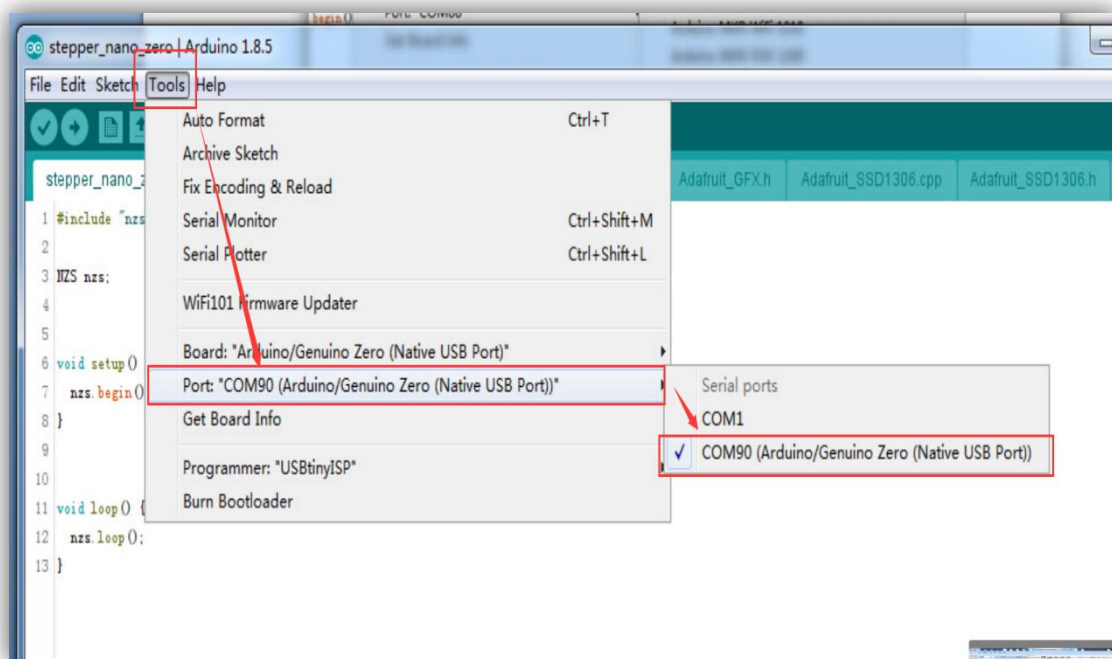 begin()
stepper_nano_zero | Arduino 1.8.5
File Edit Sketch Tools Help
Auto Format Ctrl+T
Archive Sketch
Fix Encoding & Reload
Serial Monitor Ctrl+Shift+M
Serial Plotter Ctrl+Shift+L
WiFi101 Firmware Updater
Board: "Arduino/Genuino Zero (Native USB Port)"
Port: "COM90 (Arduino/Genuino Zero (Native USB Port))"
Get Board Info
Programmer: "USBtinyISP"
Burn Bootloader
Serial ports
COM1
COM90 (Arduino/Genuino Zero (Native USB Port))
stepper_nano_z
Adafruit_GFX.h Adafruit_SSD1306.cpp Adafruit_SSD1306.h
1 #include "nzs
2
3 NZS nzs;
4
5
6 void setup()
7 nzs.begin()
8 }
9
10
11 void loop() {
12 nzs.loop();
13 }